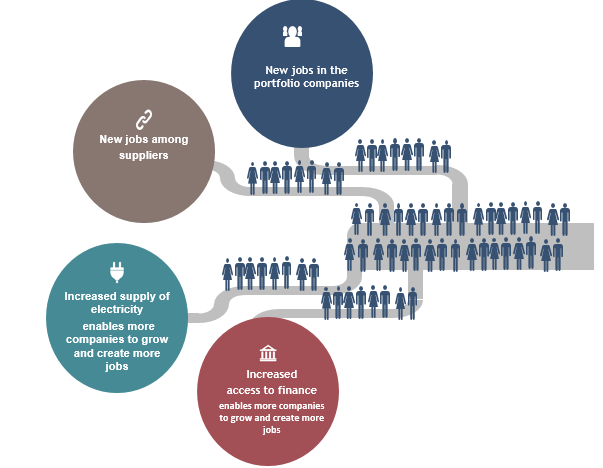 New jobs in the
portfolio companies
New jobs among
suppliers
Increased supply of
electricity
enables more
companies to grow
and create more
jobs
Increased
access to finance
enables more companies
to grow and create more
jobs